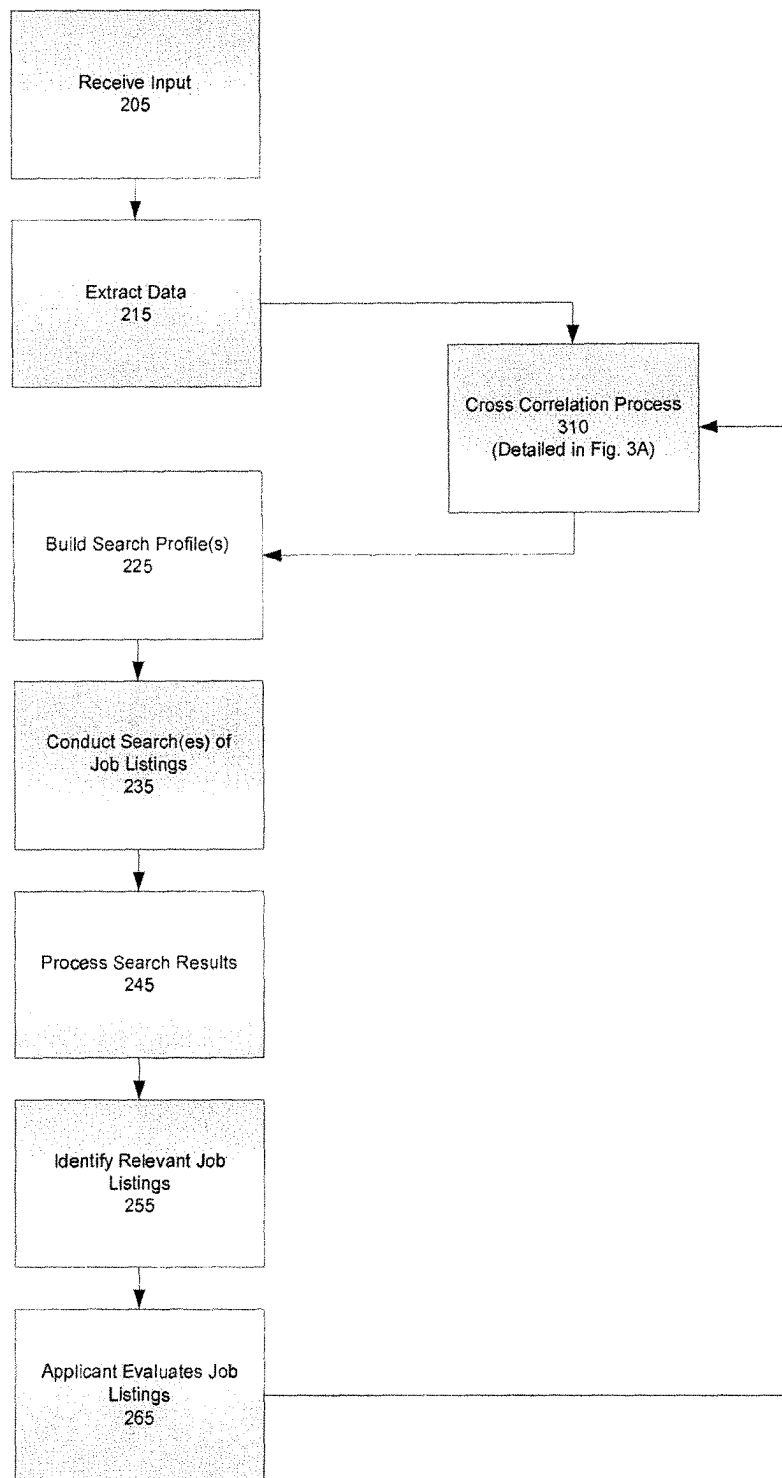 Receive Input
205
Extract Data
215
Cross Correlation Process
310
(Detailed in Fig. 3A)
Build Search Profile(s)
225
Conduct Search(es) of
Job Listings
235
Process Search Results
245
Identify Relevant Job
Listings
255
Applicant Evaluates Job
Listings
265